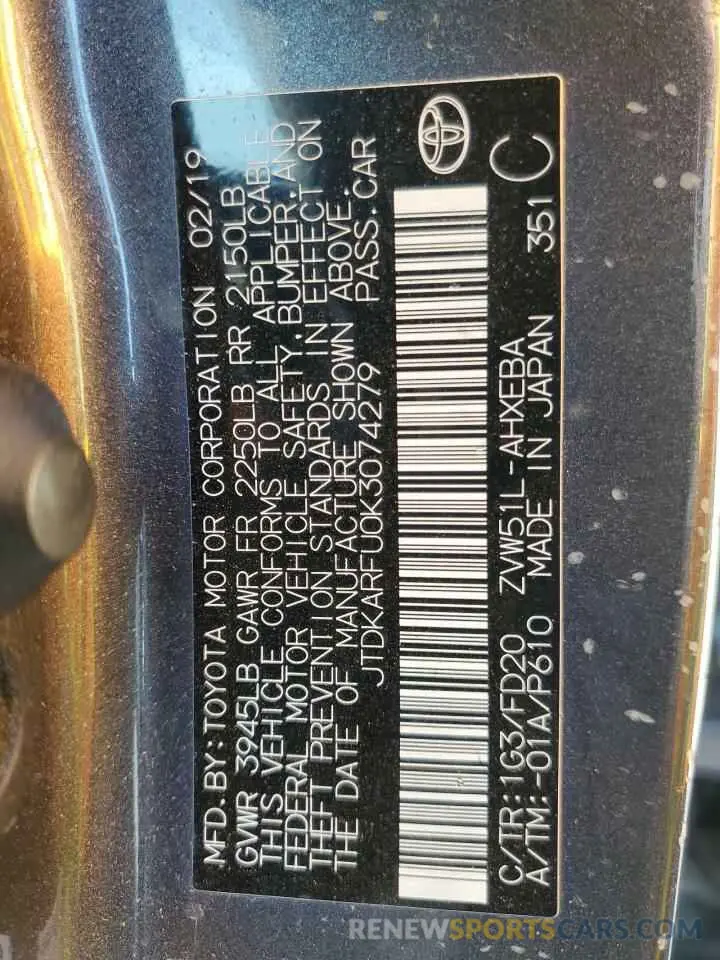 MFD. BY: TOYOTA MOTOR CORPORATION 02/19
GVWR 3945LB GAWR FR 2250LB RR 2150LB
THIS VEHICLE CONFORMS TO ALL APPLICABLE
FEDERAL MOTOR VEHICLE SAFETY, BUMPER, AND
THEFT PREVENTION STANDARDS IN EFFECT ON
THE DATE OF MANUFACTURE SHOWN ABOVE.
JTDKARFU0K3074279 PASS. CAR
C/TR: 1G3/FD20 ZVW51L-AHXEBA
A/TM: -01A/P610 MADE IN JAPAN 351
C
RENEWSPORTSCARS.COM